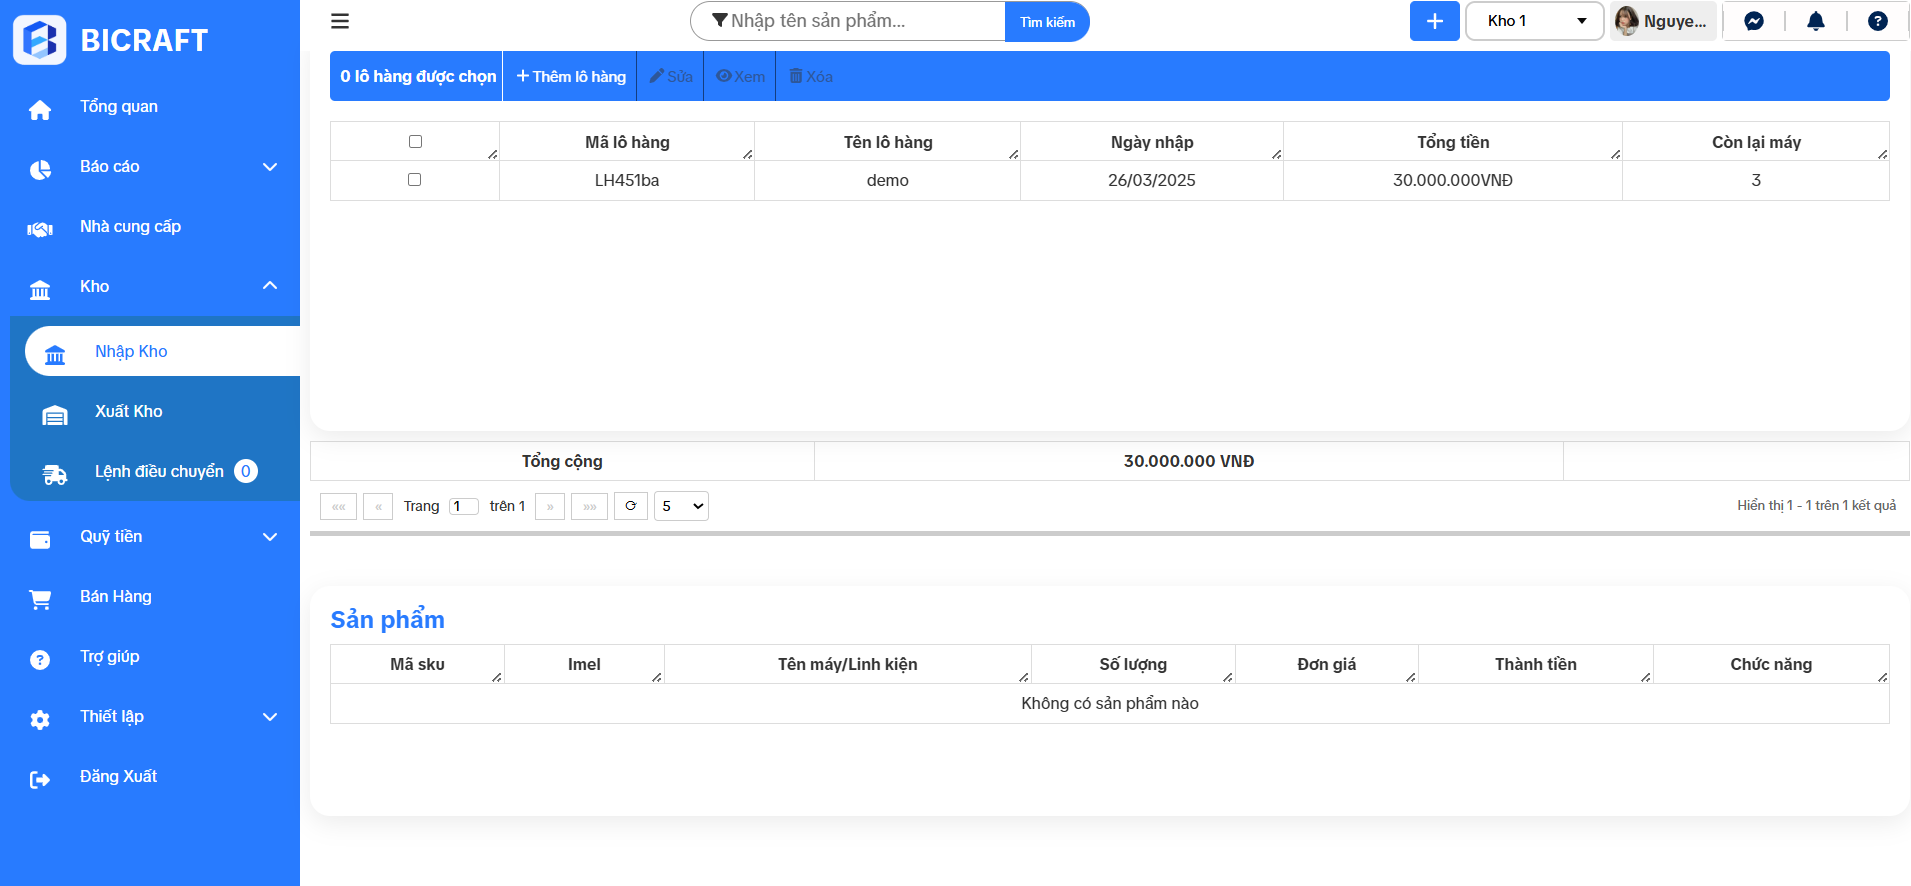 BICRAFT
Tổng quan
Báo cáo
Nhà cung cấp
Kho
Nhập Kho
Xuất Kho
Lệnh điều chuyển 0
Quỹ tiền
Bán Hàng
Trợ giúp
Thiết lập
Đăng Xuất
Nhập tên sản phẩm... Tìm kiếm
Kho 1 Nguye...
0 lô hàng được chọn Thêm lô hàng Sửa Xem Xóa
Mã lô hàng Tên lô hàng Ngày nhập Tổng tiền Còn lại máy
LH451ba demo 26/03/2025 30.000.000VNĐ 3
Tổng cộng 30.000.000 VNĐ
«« « Trang 1 trên 1 » »» 5 Hiển thị 1 - 1 trên 1 kết quả
Sản phẩm
Mã sku Imel Tên máy/Linh kiện Số lượng Đơn giá Thành tiền Chức năng
Không có sản phẩm nào